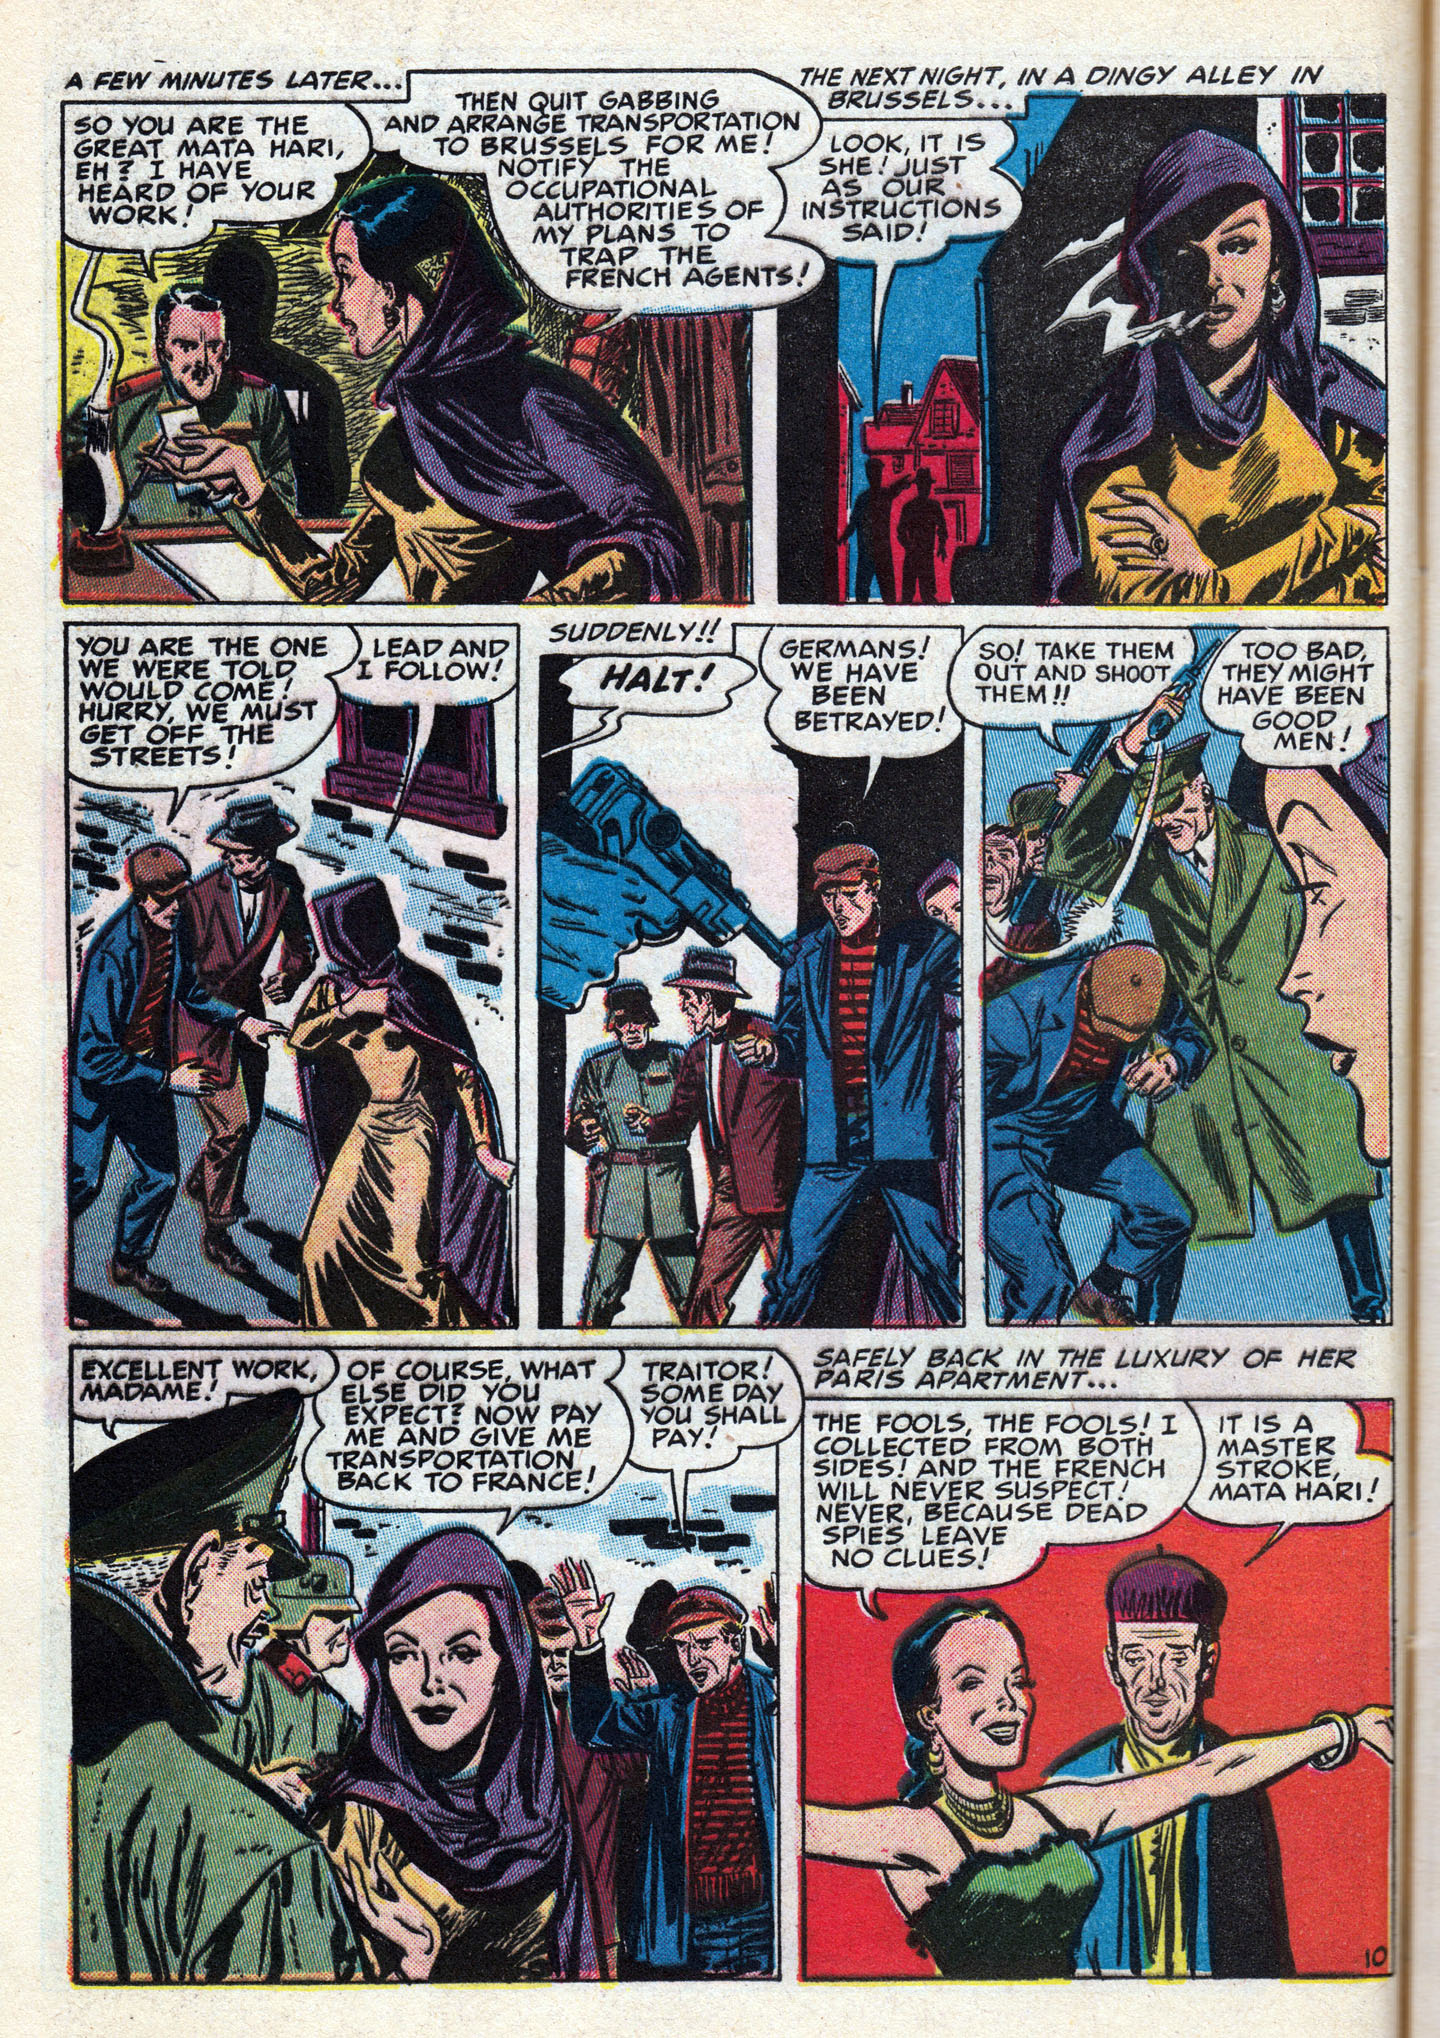 A FEW MINUTES LATER...
SO YOU ARE THE
GREAT MATA HARI,
EH? I HAVE
HEARD OF YOUR
WORK!
THEN QUIT GABBING
AND ARRANGE TRANSPORTATION
TO BRUSSELS FOR ME!
NOTIFY THE
OCCUPATIONAL
AUTHORITIES OF
MY PLANS TO
TRAP THE
FRENCH AGENTS!
THE NEXT NIGHT, IN A DINGY ALLEY IN
BRUSSELS...
LOOK, IT IS
SHE! JUST
AS OUR
INSTRUCTIONS
SAID!
YOU ARE THE ONE
WE WERE TOLD
WOULD COME!
HURRY, WE MUST
GET OFF THE
STREETS!
LEAD AND
I FOLLOW!
SUDDENLY!!
HALT!
GERMANS!
WE HAVE
BEEN
BETRAYED!
SO! TAKE THEM
OUT AND SHOOT
THEM!!
TOO BAD,
THEY MIGHT
HAVE BEEN
GOOD
MEN!
EXCELLENT WORK,
MADAME!
OF COURSE, WHAT
ELSE DID YOU
EXPECT? NOW PAY
ME AND GIVE ME
TRANSPORTATION
BACK TO FRANCE!
TRAITOR!
SOME DAY
YOU SHALL
PAY!
SAFELY BACK IN THE LUXURY OF HER
PARIS APARTMENT...
THE FOOLS, THE FOOLS! I
COLLECTED FROM BOTH
SIDES! AND THE FRENCH
WILL NEVER SUSPECT!
NEVER, BECAUSE DEAD
SPIES LEAVE
NO CLUES!
IT IS A
MASTER
STROKE,
MATA HARI!
10